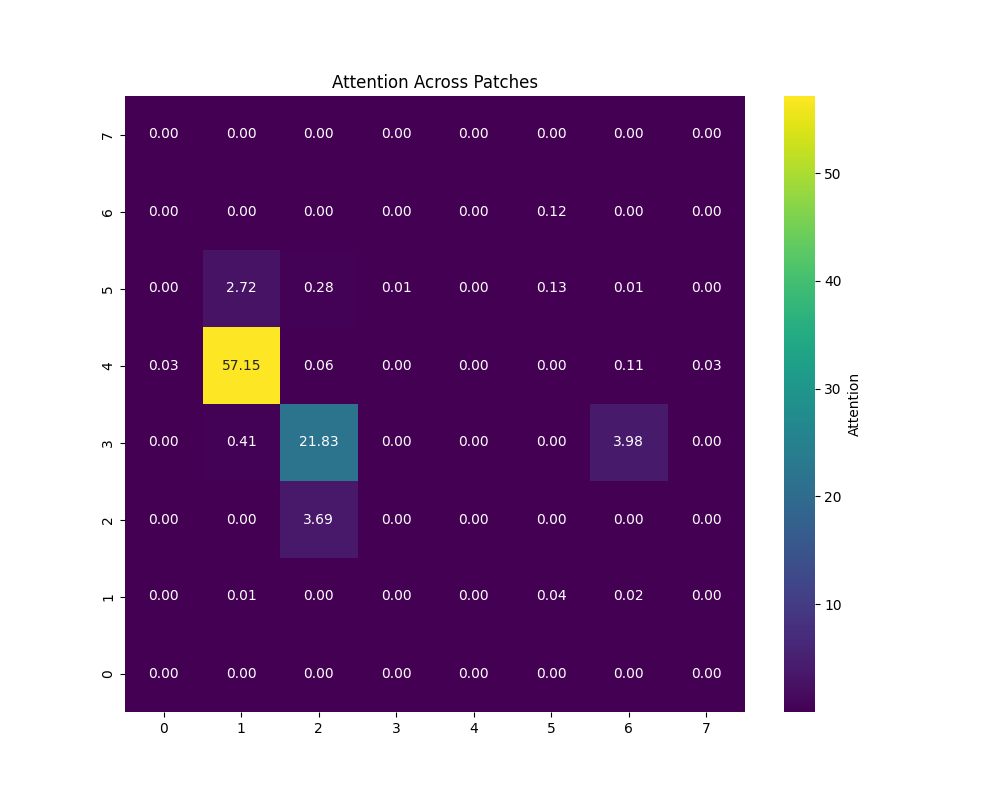 Attention Across Patches
7 0.00 0.00 0.00 0.00 0.00 0.00 0.00 0.00
6 0.00 0.00 0.00 0.00 0.00 0.12 0.00 0.00
5 0.00 2.72 0.28 0.01 0.00 0.13 0.01 0.00
4 0.03 57.15 0.06 0.00 0.00 0.00 0.11 0.03
3 0.00 0.41 21.83 0.00 0.00 0.00 3.98 0.00
2 0.00 0.00 3.69 0.00 0.00 0.00 0.00 0.00
1 0.00 0.01 0.00 0.00 0.00 0.04 0.02 0.00
0 0.00 0.00 0.00 0.00 0.00 0.00 0.00 0.00
0 1 2 3 4 5 6 7
50
40
30
20
10
Attention